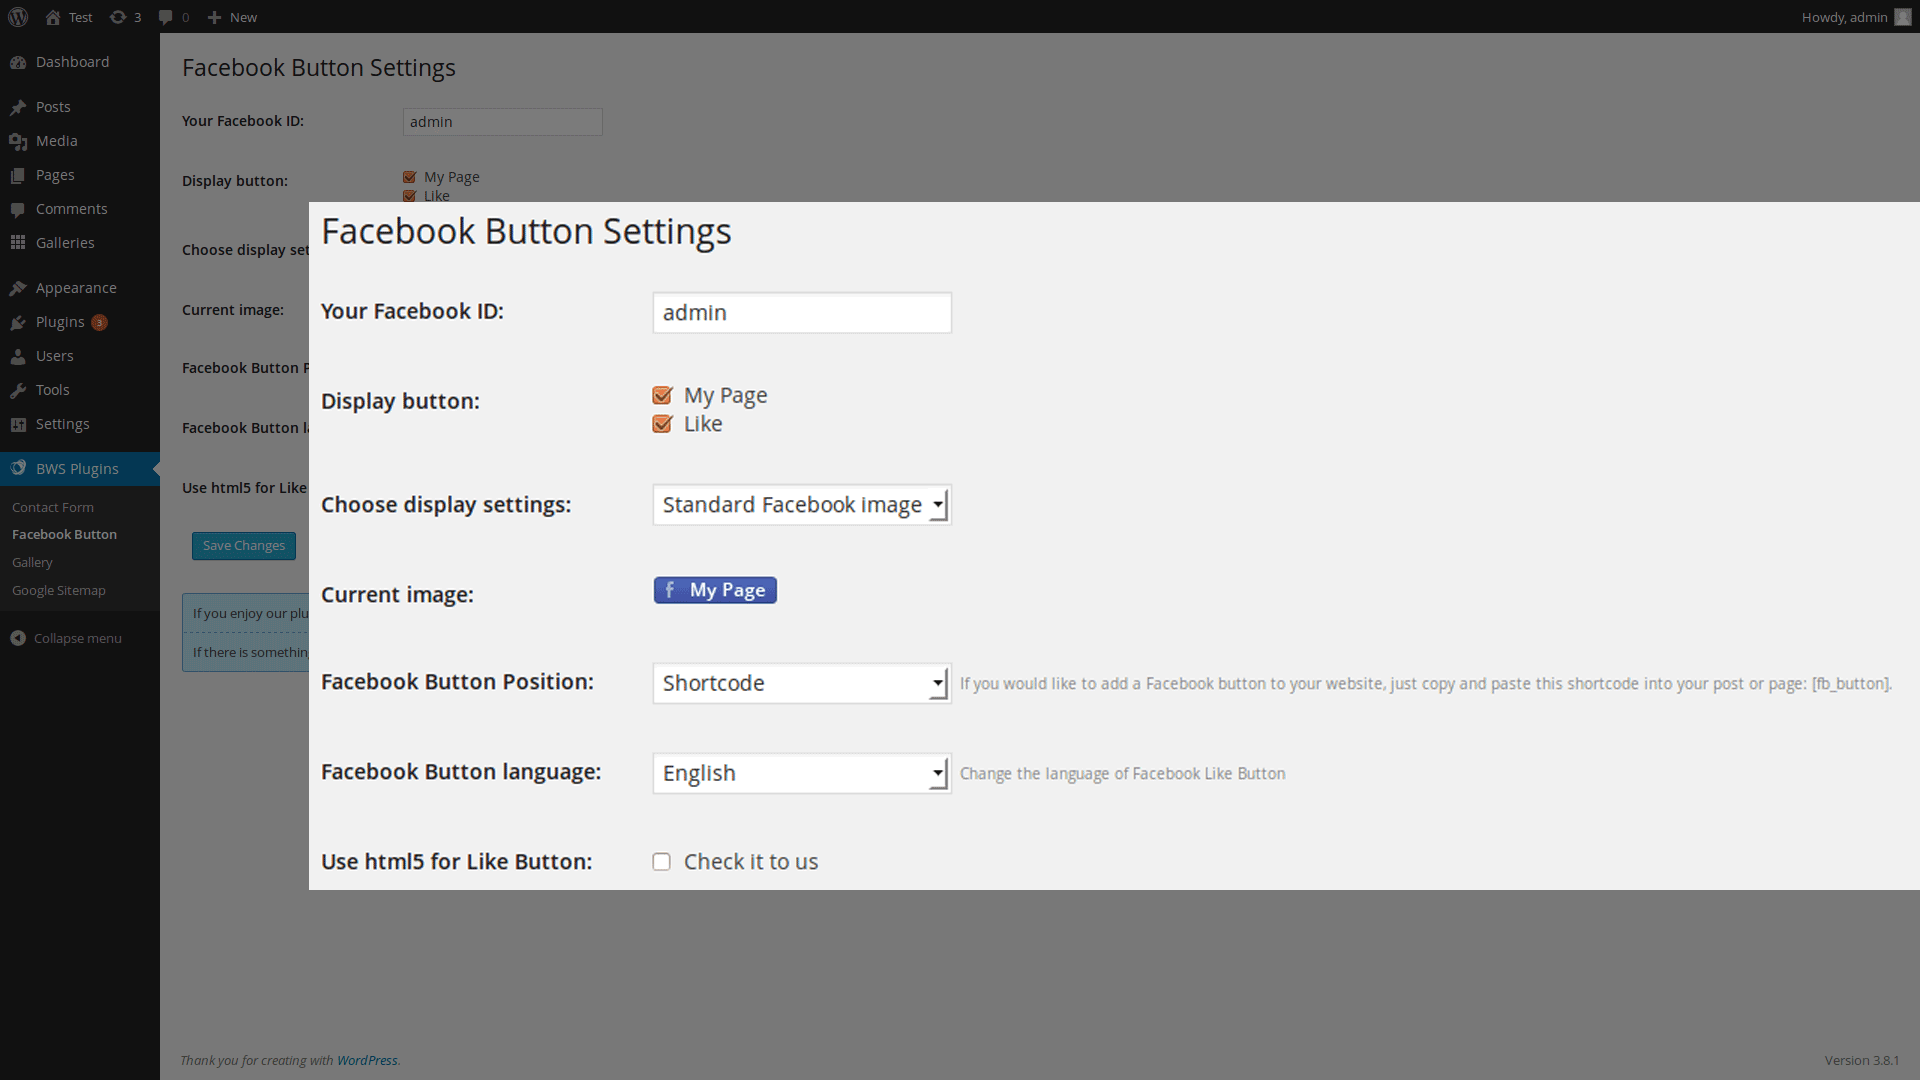 Test 3 0 New Howdy, admin
Dashboard
Posts
Media
Pages
Comments
Galleries
Appearance
Plugins 3
Users
Tools
Settings
BWS Plugins
Contact Form
Facebook Button
Gallery
Google Sitemap
Collapse menu
Facebook Button Settings
Your Facebook ID: admin
Display button: My Page
Like
Choose display set
Current image:
Facebook Button P
Facebook Button l
Use html5 for Like
Save Changes
If you enjoy our plu
If there is somethin
Facebook Button Settings
Your Facebook ID: admin
Display button: My Page
Like
Choose display settings: Standard Facebook image
Current image: f My Page
Facebook Button Position: Shortcode If you would like to add a Facebook button to your website, just copy and paste this shortcode into your post or page: [fb_button].
Facebook Button language: English Change the language of Facebook Like Button
Use html5 for Like Button: Check it to us
Thank you for creating with WordPress. Version 3.8.1